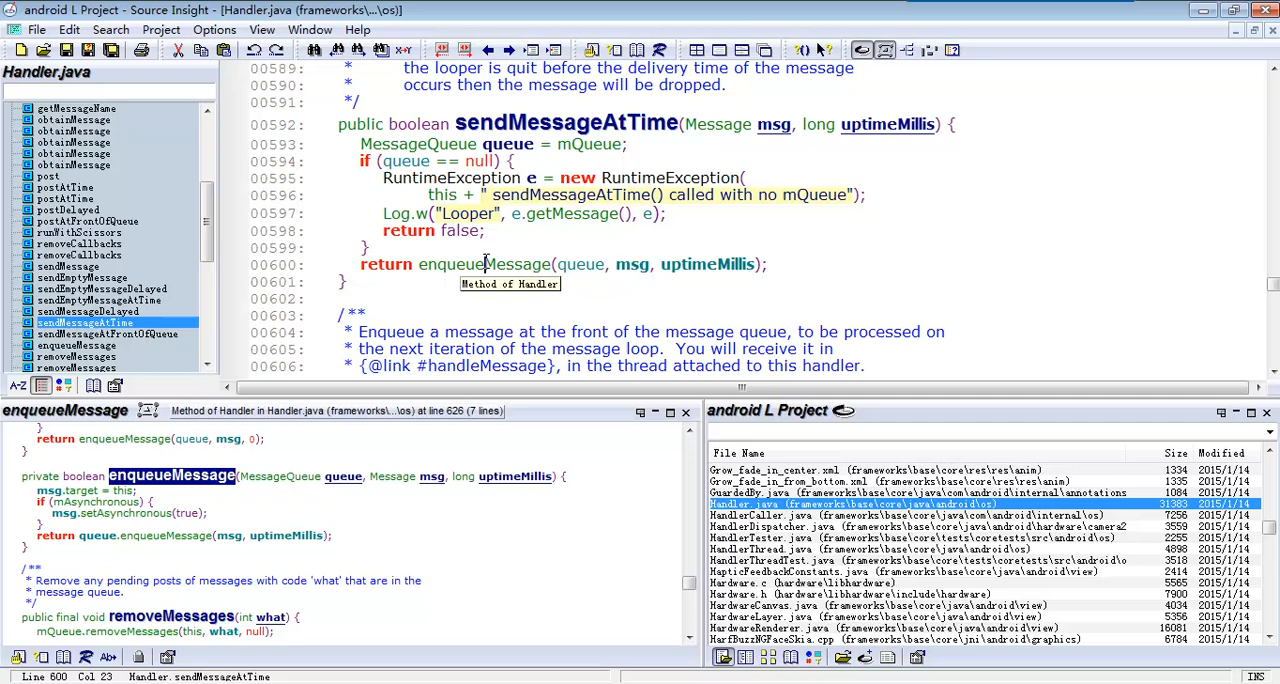 android L Project - Source Insight - [Handler.java (frameworks\...\os)]
File Edit Search Project Options View Window Help
Handler.java
getMessageName
obtainMessage
obtainMessage
obtainMessage
obtainMessage
obtainMessage
post
postAtTime
postAtTime
postDelayed
postAtFrontOfQueue
runWithScissors
removeCallbacks
removeCallbacks
sendMessage
sendEmptyMessage
sendEmptyMessageDelayed
sendEmptyMessageAtTime
sendMessageDelayed
sendMessageAtTime
sendMessageAtFrontOfQueue
enqueueMessage
removeMessages
removeMessages
A-Z
00589: * the looper is quit before the delivery time of the message
00590: * occurs then the message will be dropped.
00591: */
00592: public boolean sendMessageAtTime(Message msg, long uptimeMillis) {
00593: MessageQueue queue = mQueue;
00594: if (queue == null) {
00595: RuntimeException e = new RuntimeException(
00596: this + " sendMessageAtTime() called with no mQueue");
00597: Log.w("Looper", e.getMessage(), e);
00598: return false;
00599: }
00600: return enqueueMessage(queue, msg, uptimeMillis);
00601: }
Method of Handler
00602:
00603: /**
00604: * Enqueue a message at the front of the message queue, to be processed on
00605: * the next iteration of the message loop. You will receive it in
00606: * {@link #handleMessage}, in the thread attached to this handler.
enqueueMessage Method of Handler in Handler.java (frameworks\...\os) at line 626 (7 lines)
}
return enqueueMessage(queue, msg, 0);
}
private boolean enqueueMessage(MessageQueue queue, Message msg, long uptimeMillis) {
msg.target = this;
if (mAsynchronous) {
msg.setAsynchronous(true);
}
return queue.enqueueMessage(msg, uptimeMillis);
}
/**
* Remove any pending posts of messages with code 'what' that are in the
* message queue.
*/
public final void removeMessages(int what) {
mQueue.removeMessages(this, what, null);
android L Project
File Name Size Modified
Grow_fade_in_center.xml (frameworks\base\core\res\res\anim) 1334 2015/1/14
Grow_fade_in_from_bottom.xml (frameworks\base\core\res\res\anim) 1335 2015/1/14
GuardedBy.java (frameworks\base\core\java\com\android\internal\annotations 1084 2015/1/14
Handler.java (frameworks\base\core\java\android\os) 31383 2015/1/14
HandlerCaller.java (frameworks\base\core\java\com\android\internal\os) 7256 2015/1/14
HandlerDispatcher.java (frameworks\base\core\java\android\hardware\camera2 3559 2015/1/14
HandlerTester.java (frameworks\base\core\tests\coretests\src\android\os) 2255 2015/1/14
HandlerThread.java (frameworks\base\core\java\android\os) 4898 2015/1/14
HandlerThreadTest.java (frameworks\base\core\tests\coretests\src\android\os) 3518 2015/1/14
HapticFeedbackConstants.java (frameworks\base\core\java\android\view) 2414 2015/1/14
Hardware.c (hardware\libhardware) 5565 2015/1/14
Hardware.h (hardware\libhardware\include\hardware) 7900 2015/1/14
HardwareCanvas.java (frameworks\base\core\java\android\view) 4034 2015/1/14
HardwareLayer.java (frameworks\base\core\java\android\view) 5356 2015/1/14
HardwareRenderer.java (frameworks\base\core\java\android\view) 16081 2015/1/14
HarfBuzzNGFaceSkia.cpp (frameworks\base\core\jni\android\graphics) 6784 2015/1/14
Line 600 Col 23 Handler.sendMessageAtTime INS